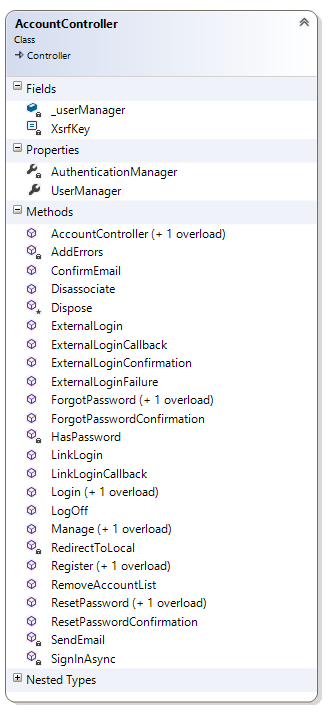 AccountController
Class
Controller
Fields
_userManager
XsrfKey
Properties
AuthenticationManager
UserManager
Methods
AccountController (+ 1 overload)
AddErrors
ConfirmEmail
Disassociate
Dispose
ExternalLogin
ExternalLoginCallback
ExternalLoginConfirmation
ExternalLoginFailure
ForgotPassword (+ 1 overload)
ForgotPasswordConfirmation
HasPassword
LinkLogin
LinkLoginCallback
Login (+ 1 overload)
LogOff
Manage (+ 1 overload)
RedirectToLocal
Register (+ 1 overload)
RemoveAccountList
ResetPassword (+ 1 overload)
ResetPasswordConfirmation
SendEmail
SignInAsync
Nested Types